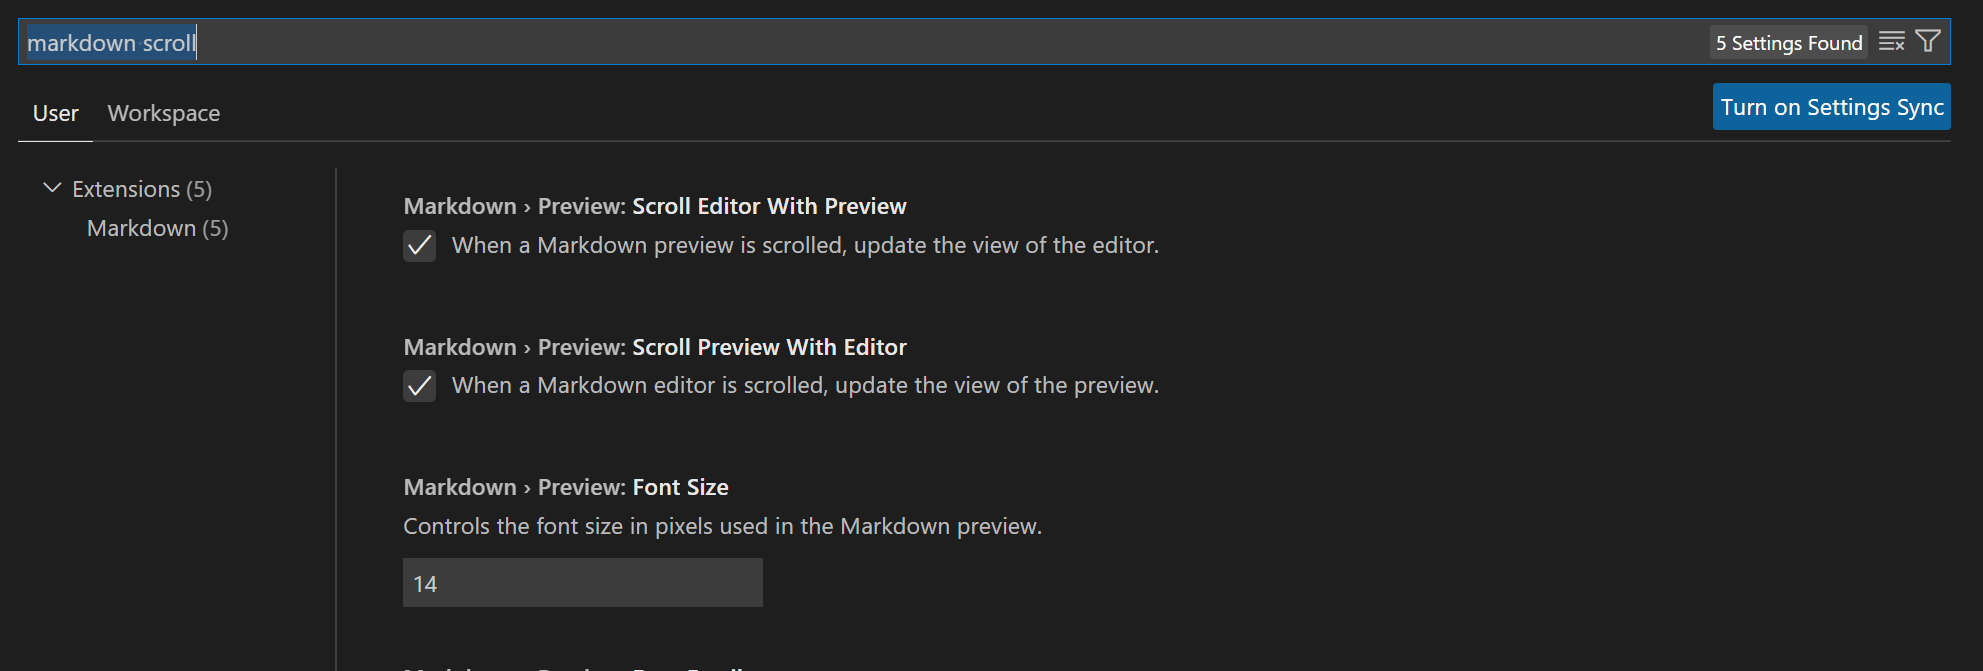 markdown scroll
5 Settings Found
User Workspace
Turn on Settings Sync
Extensions (5)
Markdown (5)
Markdown › Preview: Scroll Editor With Preview
When a Markdown preview is scrolled, update the view of the editor.
Markdown › Preview: Scroll Preview With Editor
When a Markdown editor is scrolled, update the view of the preview.
Markdown › Preview: Font Size
Controls the font size in pixels used in the Markdown preview.
14